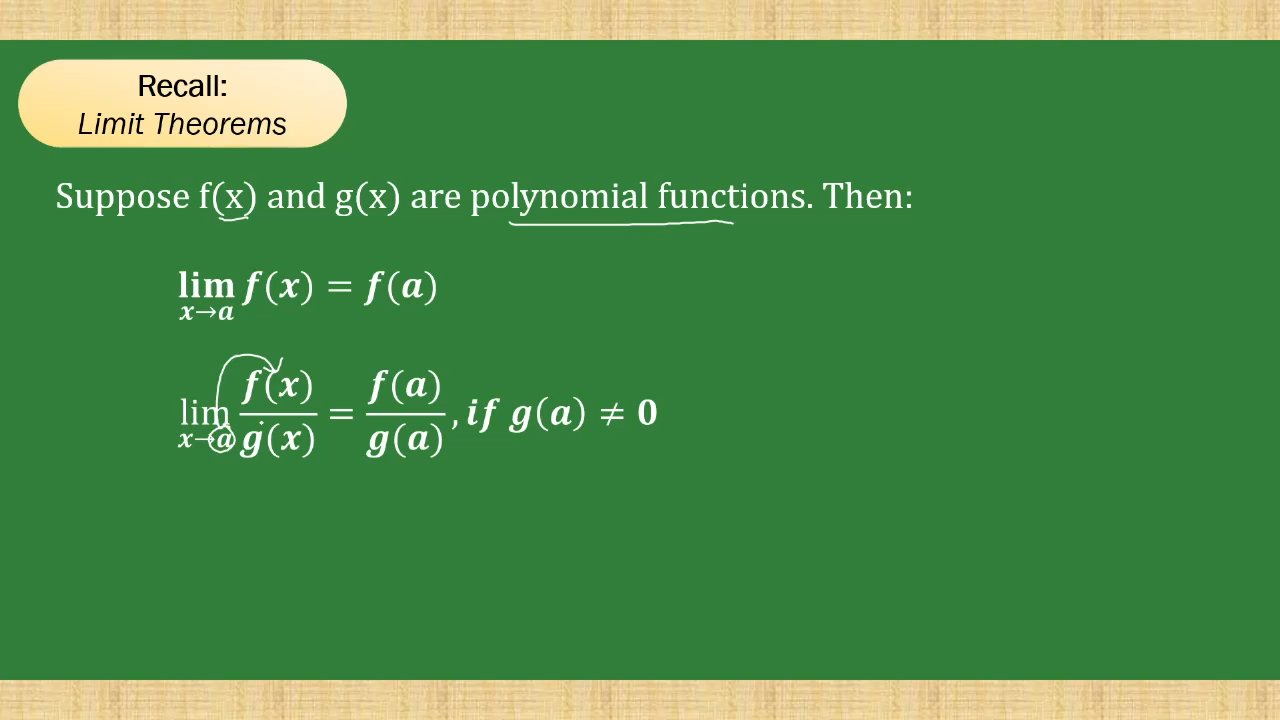 Recall:
Limit Theorems
Suppose f(x) and g(x) are polynomial functions. Then:
lim x→a f(x) = f(a)
lim x→a f(x)/g(x) = f(a)/g(a), if g(a) ≠ 0